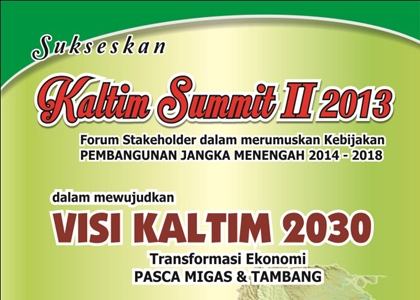 Sukseskan
Kaltim Summit II 2013
Forum Stakeholder dalam merumuskan Kebijakan
PEMBANGUNAN JANGKA MENENGAH 2014 - 2018
dalam mewujudkan
VISI KALTIM 2030
Transformasi Ekonomi
PASCA MIGAS & TAMBANG